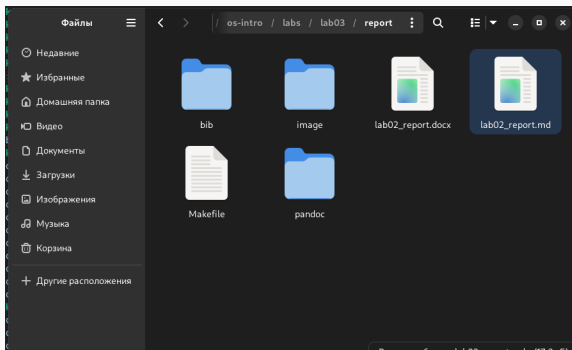 Файлы
/ os-intro / labs / lab03 / report
Недавние
Избранные
Домашняя папка
Видео
Документы
Загрузки
Изображения
Музыка
Корзина
Другие расположения
bib
image
lab02_report.docx
lab02_report.md
Makefile
pandoc